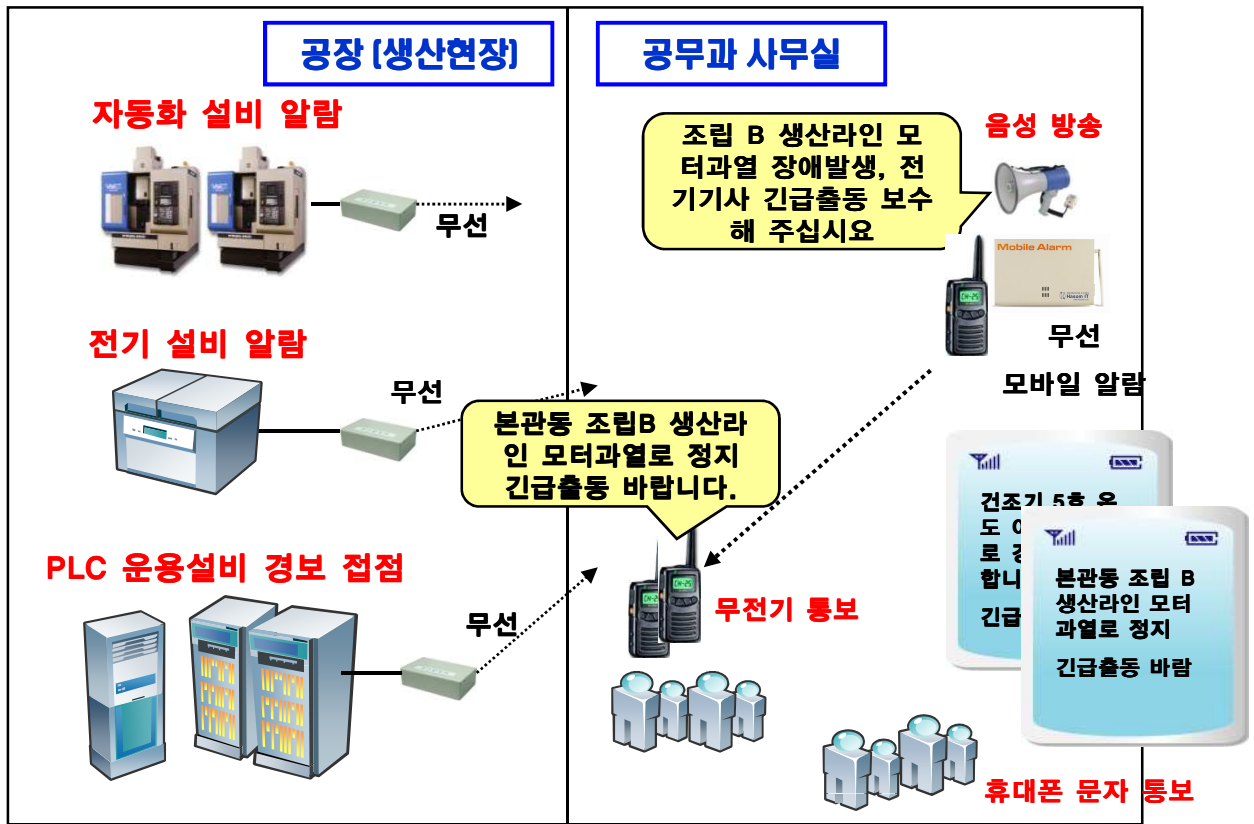 공장 (생산현장)
공무과 사무실
자동화 설비 알람
무선
전기 설비 알람
무선
PLC 운용설비 경보 접점
무선
조립 B 생산라인 모
터과열 장애발생, 전
기기사 긴급출동 보수
해 주십시요
음성 방송
Mobile Alarm
무선
모바일 알람
본관동 조립B 생산라
인 모터과열로 정지
긴급출동 바랍니다.
무전기 통보
건조기 5호
도
로
합니
긴급
본관동 조립 B
생산라인 모터
과열로 정지
긴급출동 바람
휴대폰 문자 통보